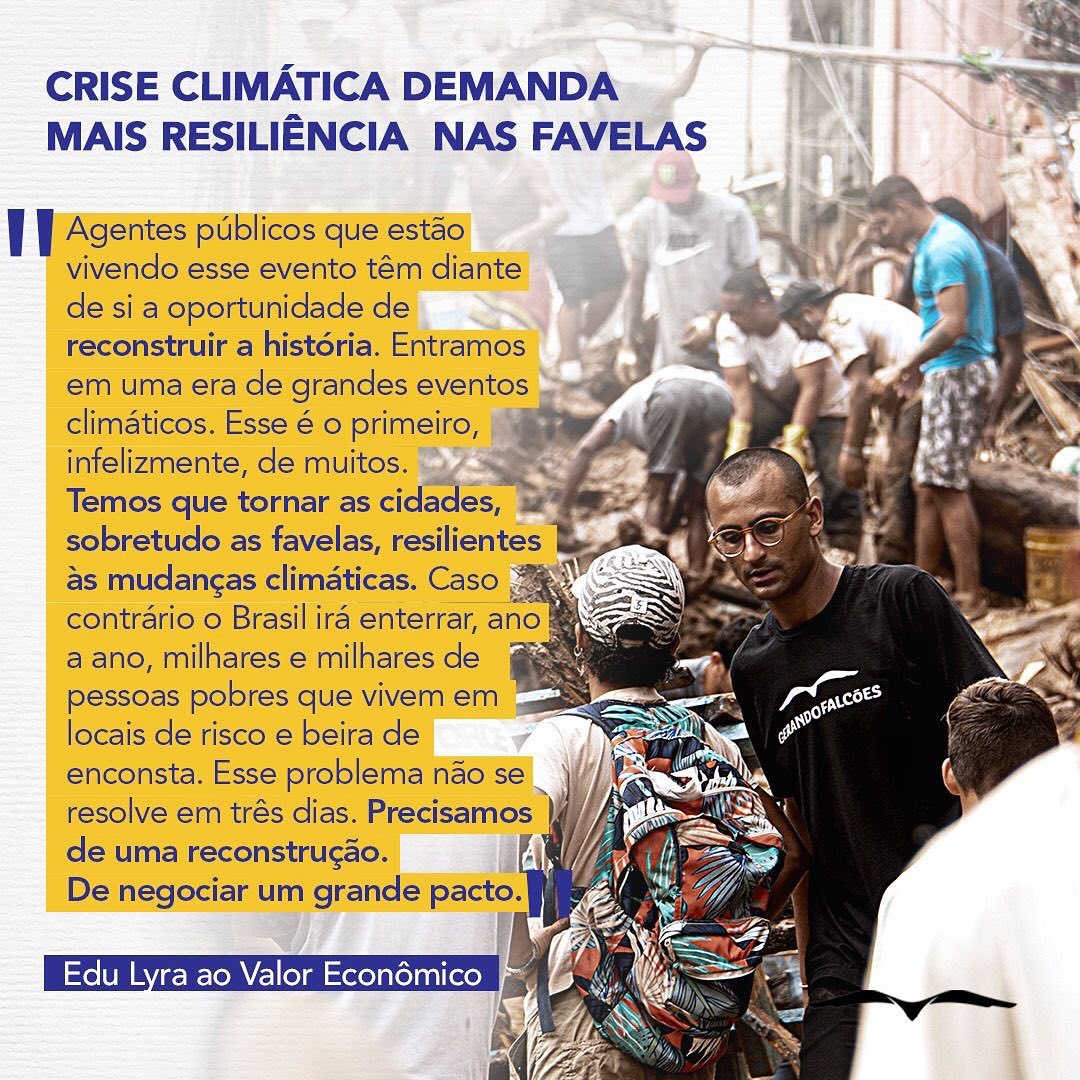 CRISE CLIMÁTICA DEMANDA
MAIS RESILIÊNCIA NAS FAVELAS
"Agentes públicos que estão
vivendo esse evento têm diante
de si a oportunidade de
reconstruir a história. Entramos
em uma era de grandes eventos
climáticos. Esse é o primeiro,
infelizmente, de muitos.
Temos que tornar as cidades,
sobretudo as favelas, resilientes
às mudanças climáticas. Caso
contrário o Brasil irá enterrar, ano
a ano, milhares e milhares de
pessoas pobres que vivem em
locais de risco e beira de
enconsta. Esse problema não se
resolve em três dias. Precisamos
de uma reconstrução.
De negociar um grande pacto."
Edu Lyra ao Valor Econômico
GERANDO FALCÕES